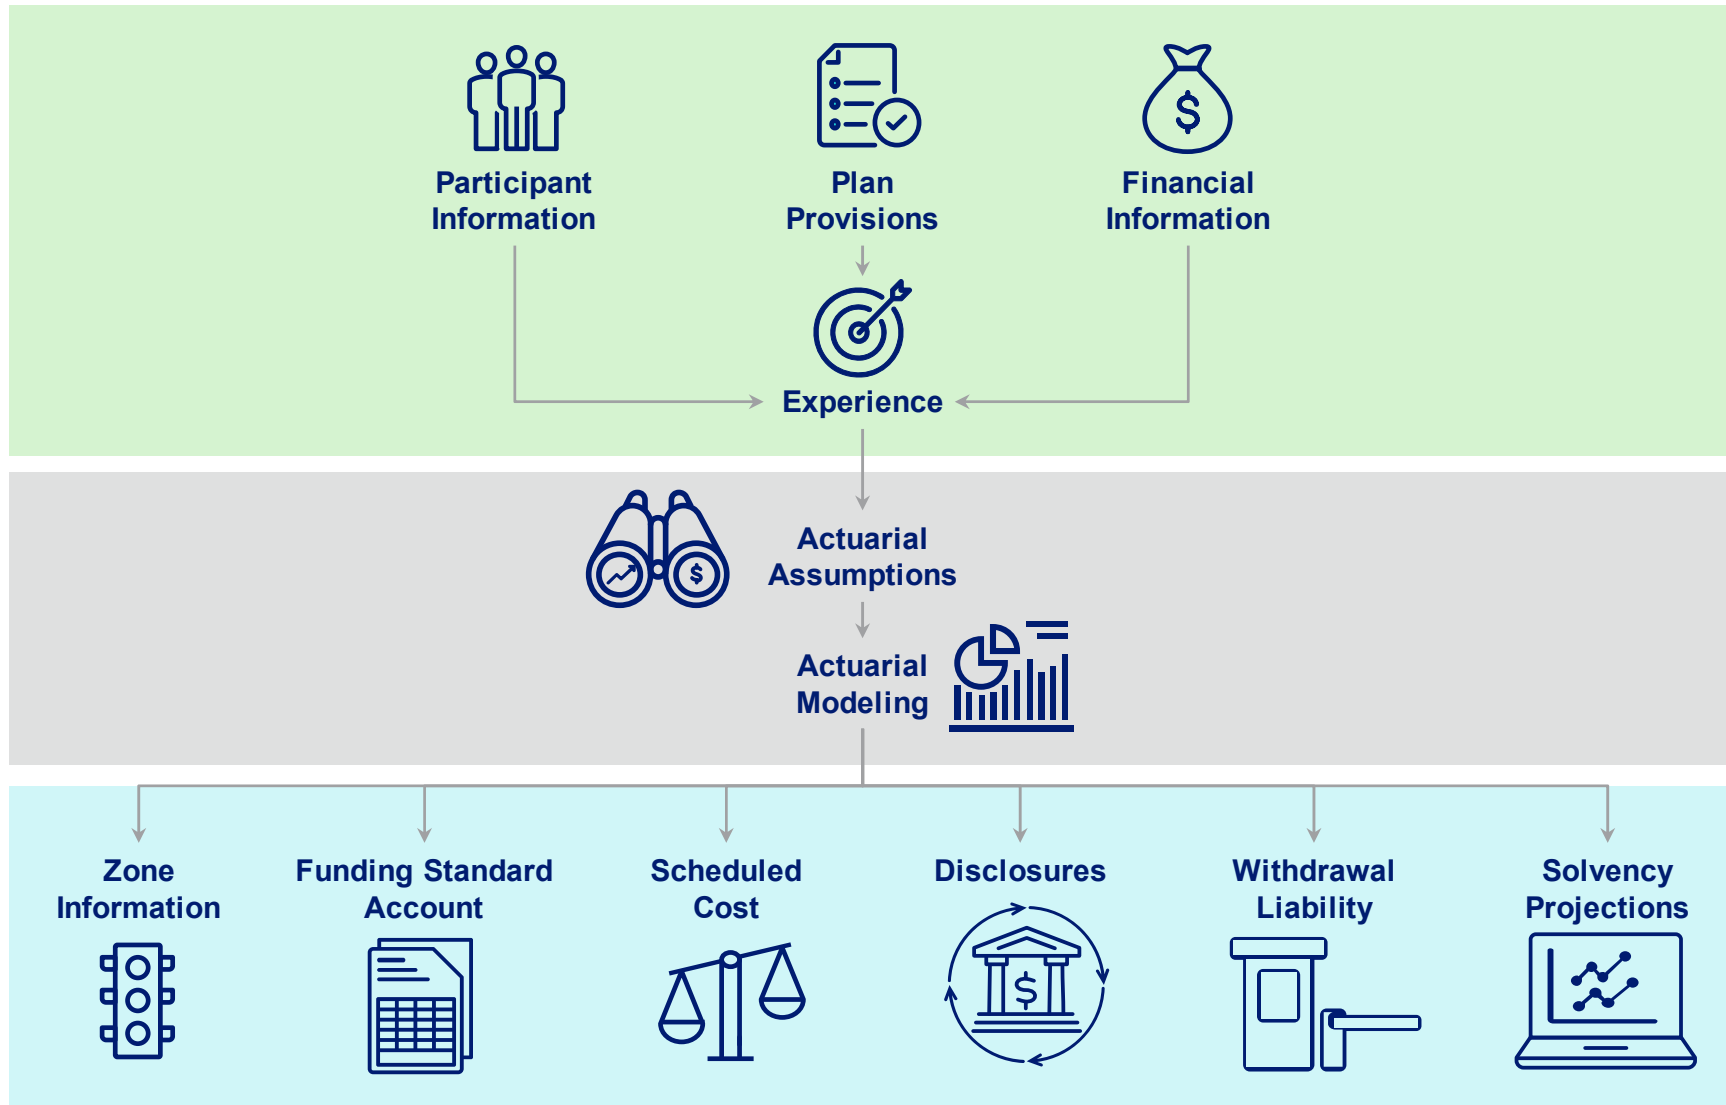 Participant
Information
Plan
Provisions
$
Financial
Information
Experience
$
Actuarial
Assumptions
Actuarial
Modeling
Zone
Information
Funding Standard
Account
Scheduled
Cost
Disclosures
$
Withdrawal
Liability
Solvency
Projections